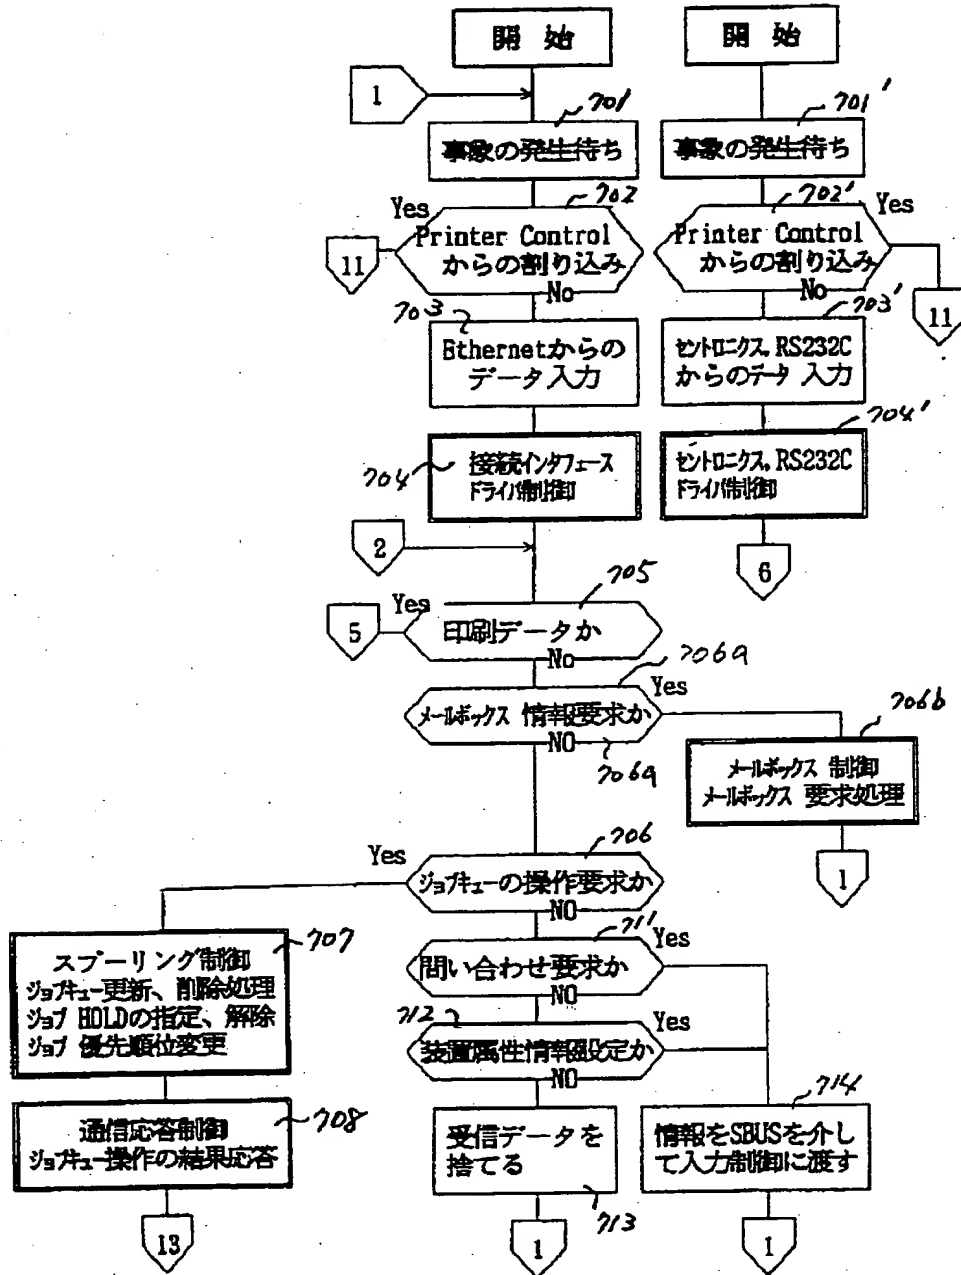 開 始
開 始
1
701
701'
事象の発生待ち
事象の発生待ち
702
702'
Yes
Yes
Printer Control
からの割り込み
Printer Control
からの割り込み
11
No
No
11
703
703'
Ethernetからの
データ入力
セントロニクス,RS232C
からのデータ 入力
704
704'
接続インタフェース
ドライバ制御
セントロニクス,RS232C
ドライバ制御
2
6
705
Yes
5
印刷データか
No
706a
Yes
メールボックス 情報要求か
NO
706a
706b
メールボックス 制御
メールボックス 要求処理
1
706
Yes
ジョブキューの操作要求か
NO
707
スプーリング制御
ジョブキュー更新、削除処理
ジョブ HOLDの指定、解除
ジョブ 優先順位変更
711
Yes
問い合わせ要求か
NO
712
Yes
装置属性情報設定か
NO
708
通信応答制御
ジョブキュー操作の結果応答
受信データを
捨てる
713
714
情報をSBUSを介し
て入力制御に渡す
13
1
1